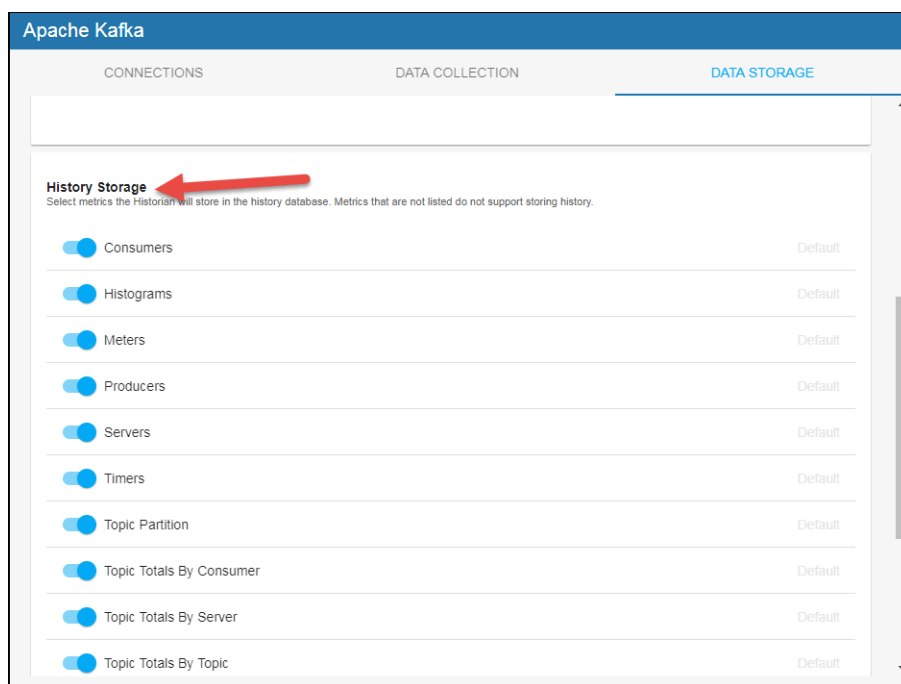 Apache Kafka
CONNECTIONS DATA COLLECTION DATA STORAGE
History Storage
Select metrics the Historian will store in the history database. Metrics that are not listed do not support storing history.
Consumers Default
Histograms Default
Meters Default
Producers Default
Servers Default
Timers Default
Topic Partition Default
Topic Totals By Consumer Default
Topic Totals By Server Default
Topic Totals By Topic Default